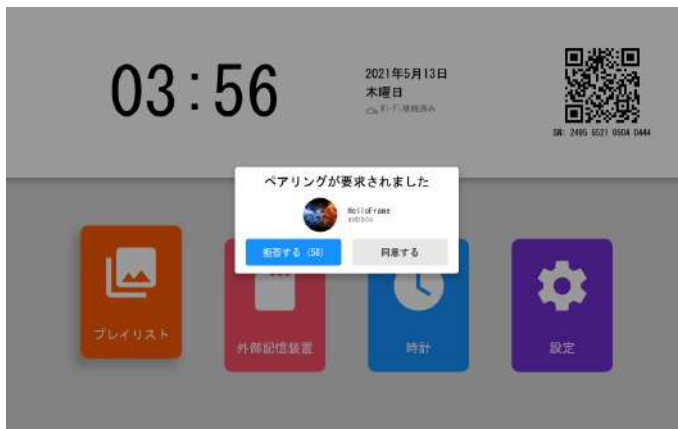 03:56
2021年5月13日
木曜日
Wi-Fi接続済み
SN: 2495 6521 0504 0444
ペアリングが要求されました
HelloFrame
拒否する (58)
同意する
プレイリスト
外部記信装置
時計
設定